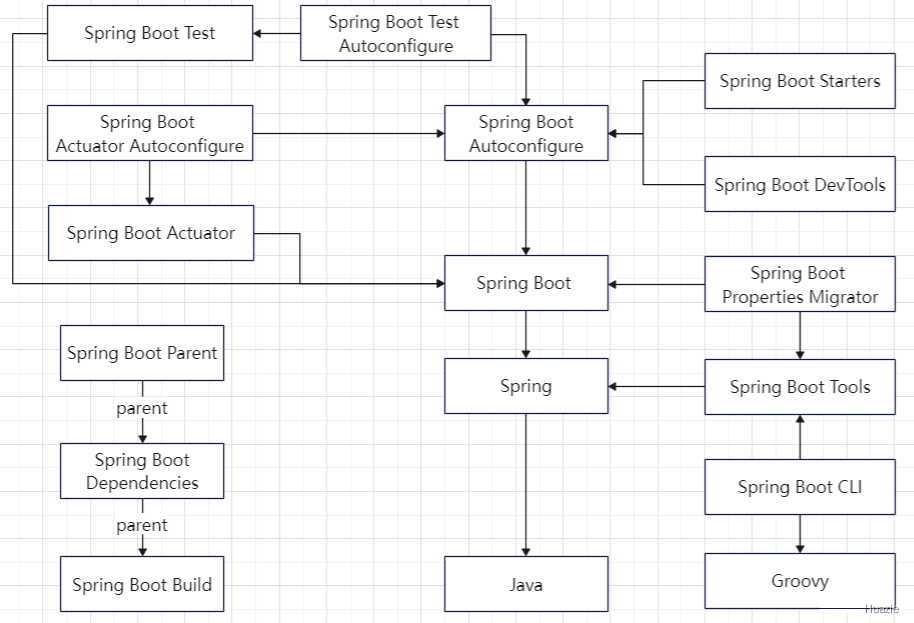 Spring Boot Test
Spring Boot Test
Autoconfigure
Spring Boot Starters
Spring Boot
Actuator Autoconfigure
Spring Boot
Autoconfigure
Spring Boot DevTools
Spring Boot Actuator
Spring Boot
Spring Boot
Properties Migrator
Spring Boot Parent
Spring
Spring Boot Tools
parent
Spring Boot
Dependencies
Spring Boot CLI
parent
Spring Boot Build
Java
Groovy
Huazie